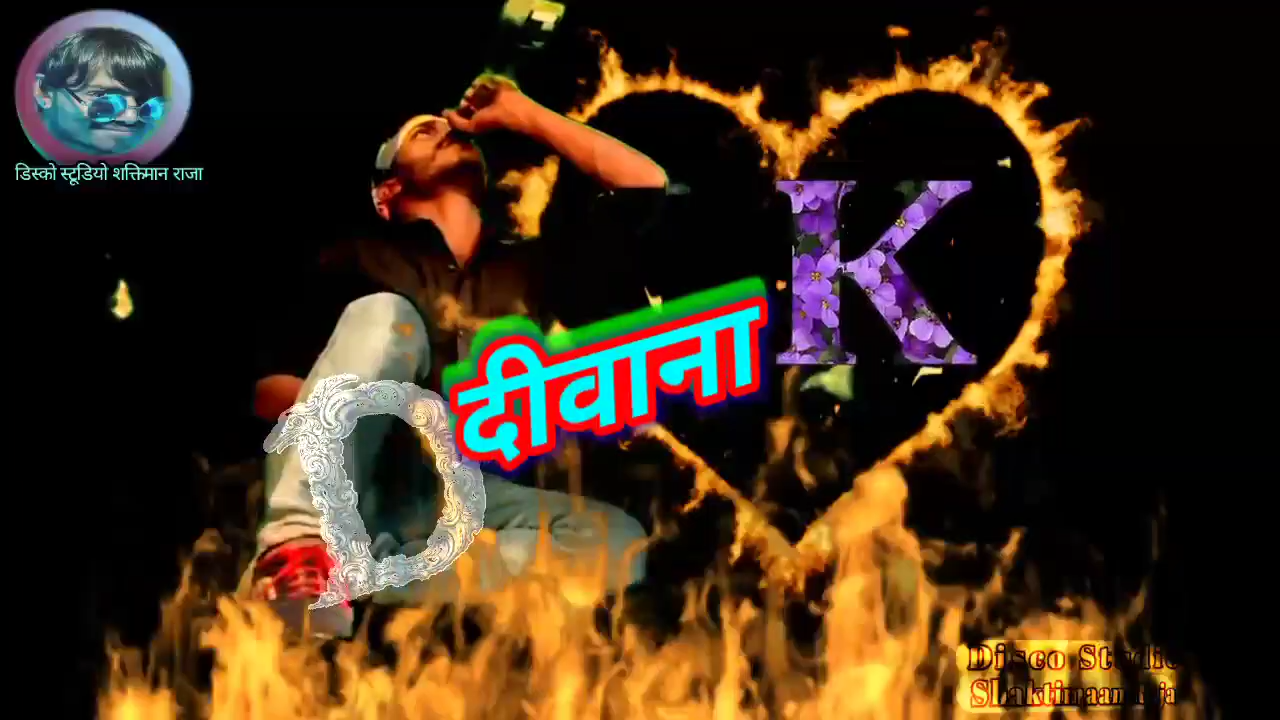 डिस्को स्टूडियो शक्तिमान राजा
K
दीवाना
D
Disco Studio